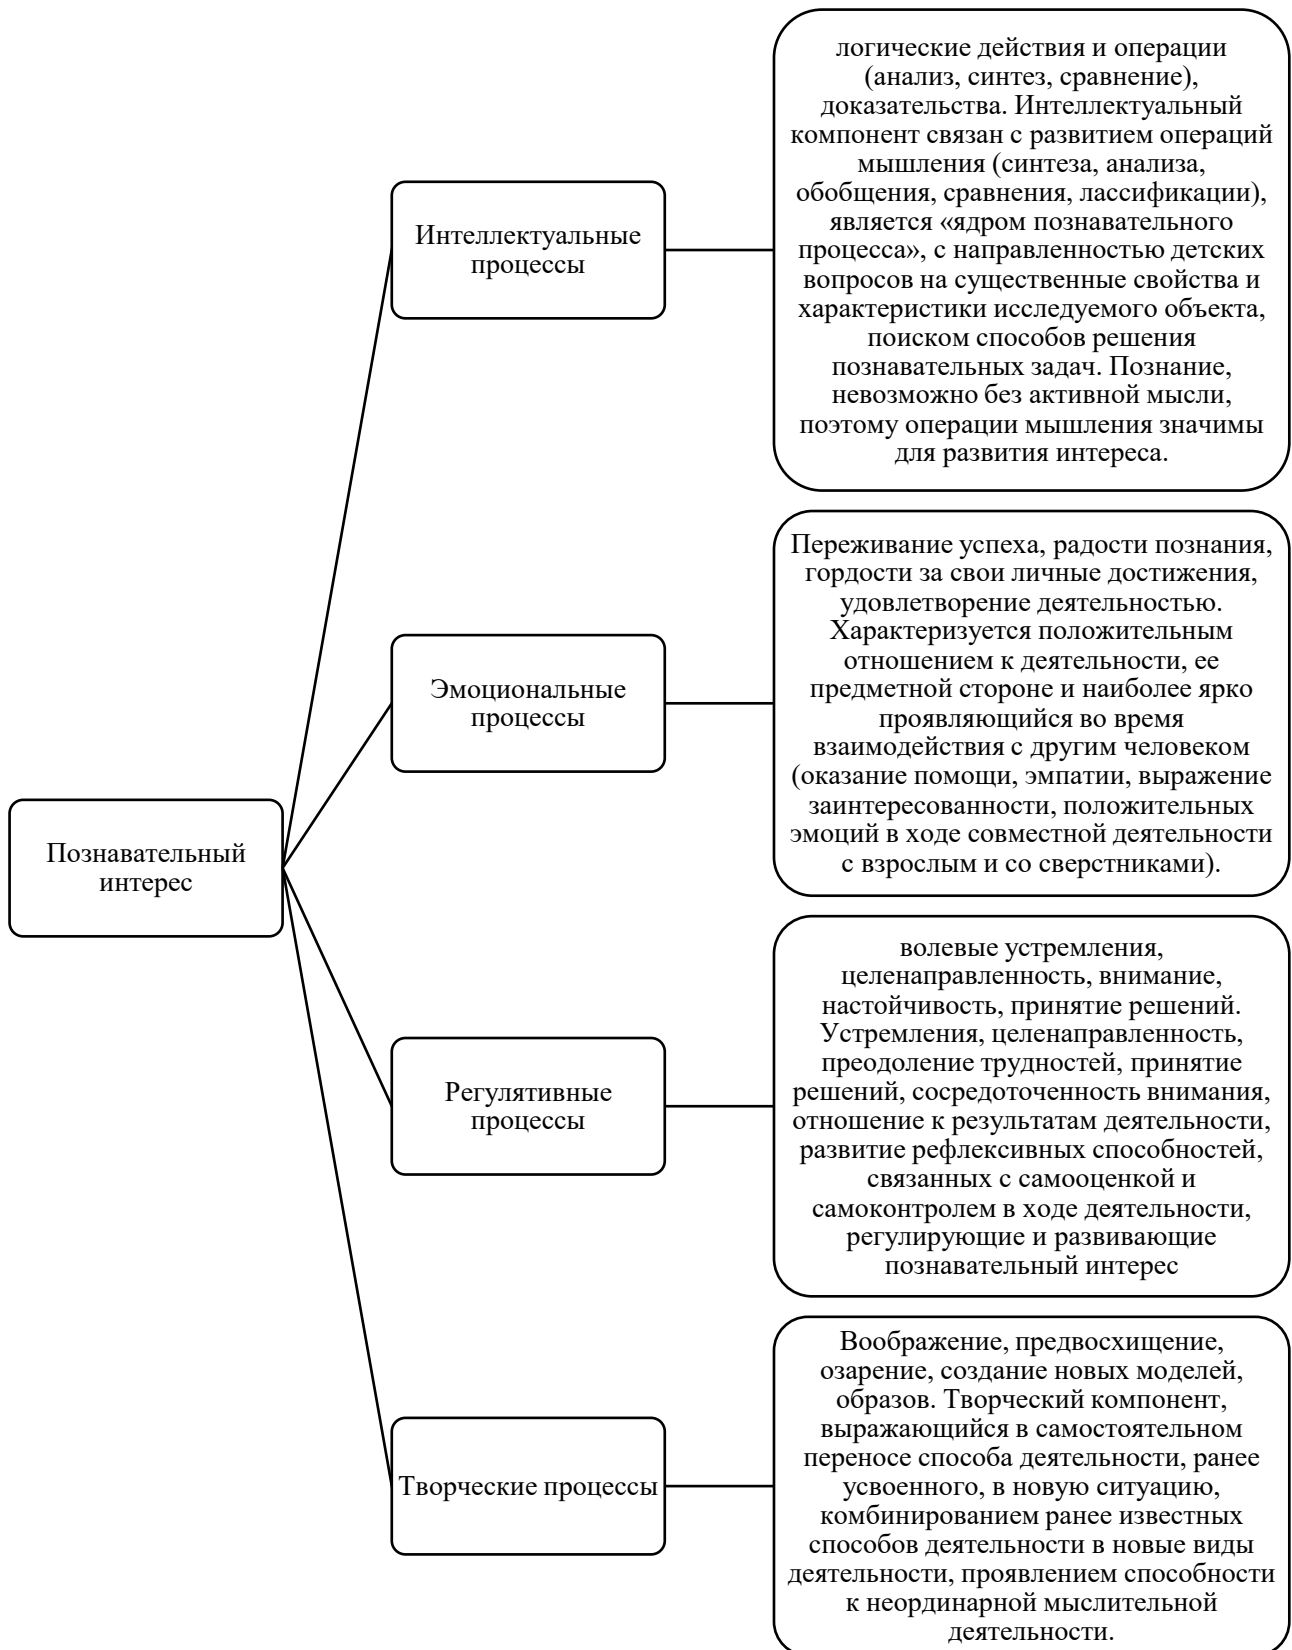 Познавательный
интерес
Интеллектуальные
процессы
логические действия и операции
(анализ, синтез, сравнение),
доказательства. Интеллектуальный
компонент связан с развитием операций
мышления (синтеза, анализа,
обобщения, сравнения, лассификации),
является «ядром познавательного
процесса», с направленностью детских
вопросов на существенные свойства и
характеристики исследуемого объекта,
поиском способов решения
познавательных задач. Познание,
невозможно без активной мысли,
поэтому операции мышления значимы
для развития интереса.
Эмоциональные
процессы
Переживание успеха, радости познания,
гордости за свои личные достижения,
удовлетворение деятельностью.
Характеризуется положительным
отношением к деятельности, ее
предметной стороне и наиболее ярко
проявляющийся во время
взаимодействия с другим человеком
(оказание помощи, эмпатии, выражение
заинтересованности, положительных
эмоций в ходе совместной деятельности
с взрослым и со сверстниками).
Регулятивные
процессы
волевые устремления,
целенаправленность, внимание,
настойчивость, принятие решений.
Устремления, целенаправленность,
преодоление трудностей, принятие
решений, сосредоточенность внимания,
отношение к результатам деятельности,
развитие рефлексивных способностей,
связанных с самооценкой и
самоконтролем в ходе деятельности,
регулирующие и развивающие
познавательный интерес
Творческие процессы
Воображение, предвосхищение,
озарение, создание новых моделей,
образов. Творческий компонент,
выражающийся в самостоятельном
переносе способа деятельности, ранее
усвоенного, в новую ситуацию,
комбинированием ранее известных
способов деятельности в новые виды
деятельности, проявлением способности
к неординарной мыслительной
деятельности.